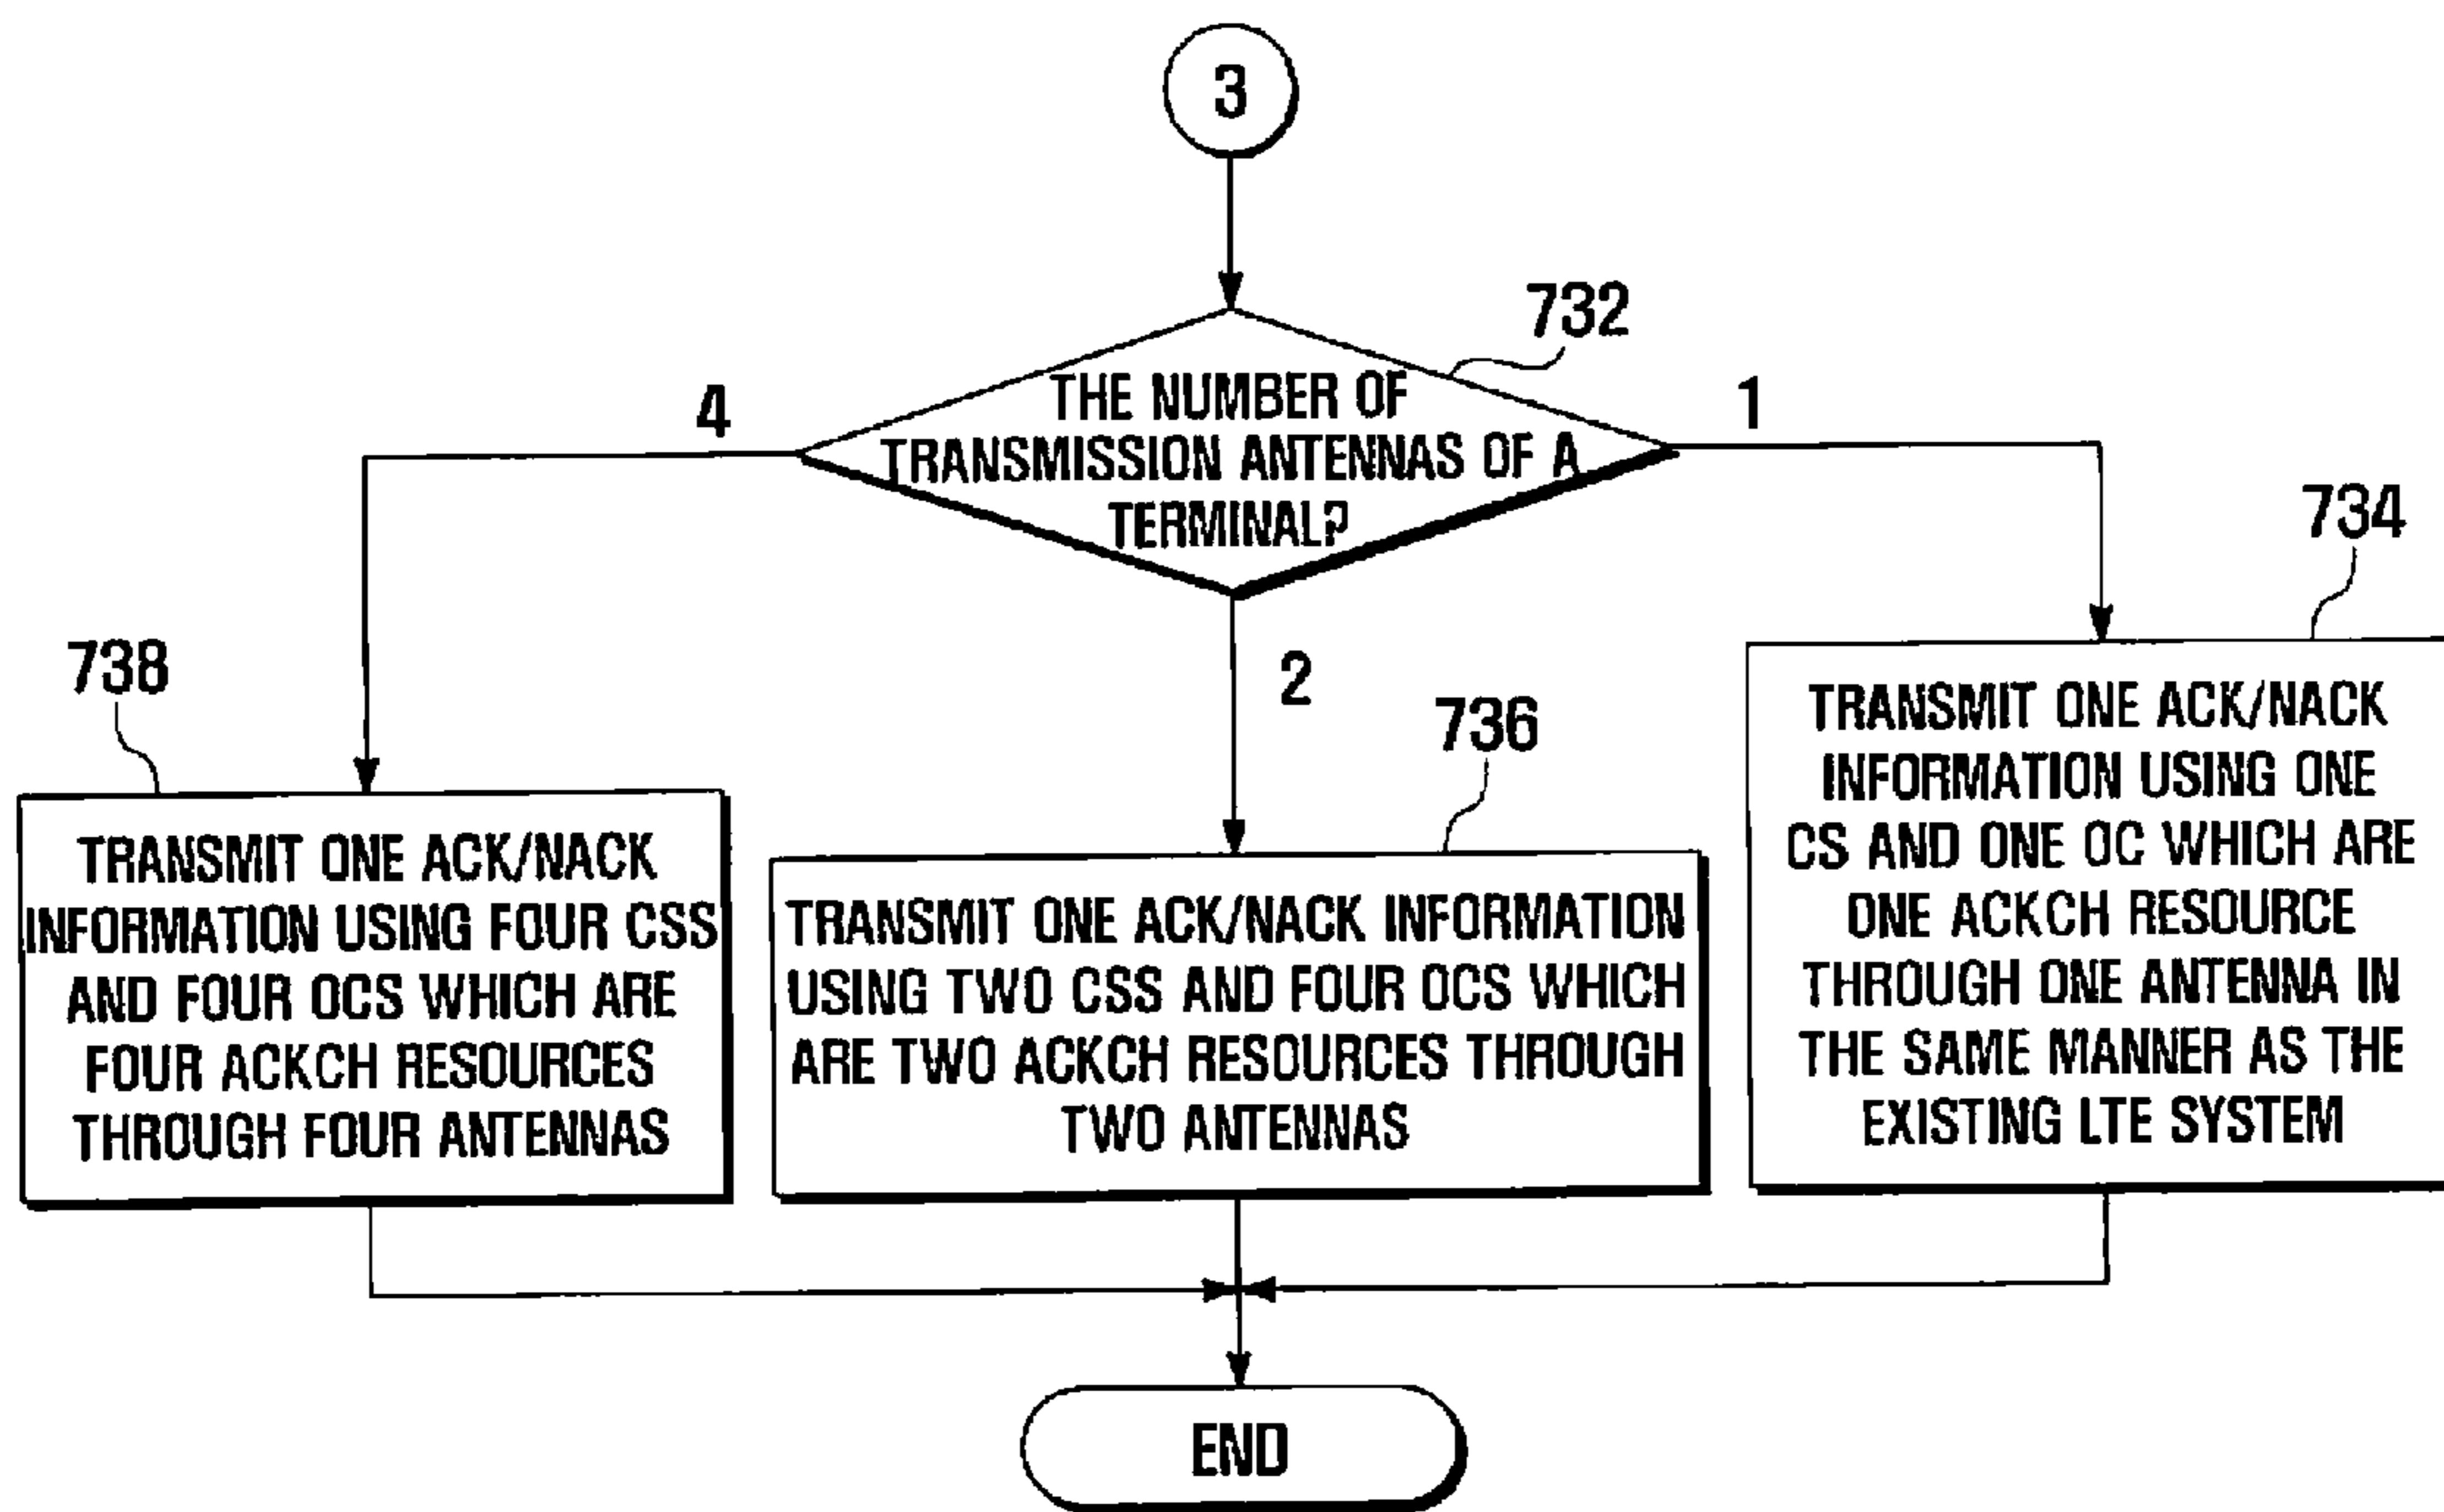 3
732
THE NUMBER OF
TRANSMISSION ANTENNAS OF A
TERMINAL?
4
1
2
738
TRANSMIT ONE ACK/NACK
INFORMATION USING FOUR CSS
AND FOUR OCS WHICH ARE
FOUR ACKCH RESOURCES
THROUGH FOUR ANTENNAS
736
TRANSMIT ONE ACK/NACK INFORMATION
USING TWO CSS AND FOUR OCS WHICH
ARE TWO ACKCH RESOURCES THROUGH
TWO ANTENNAS
734
TRANSMIT ONE ACK/NACK
INFORMATION USING ONE
CS AND ONE OC WHICH ARE
ONE ACKCH RESOURCE
THROUGH ONE ANTENNA IN
THE SAME MANNER AS THE
EXISTING LTE SYSTEM
END